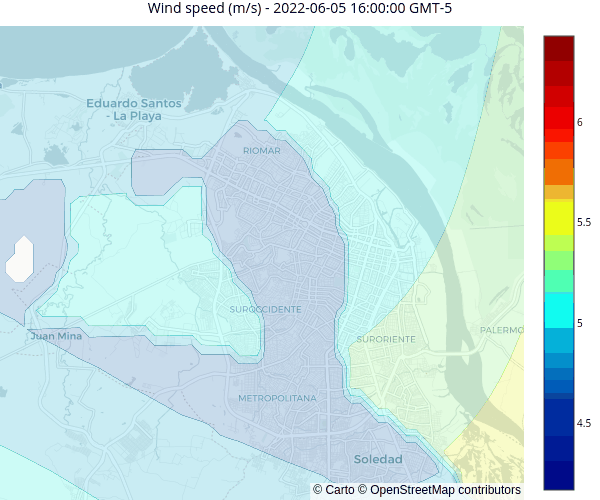 Wind speed (m/s) - 2022-06-05 16:00:00 GMT-5
Eduardo Santos
- La Playa
RIOMAR
6
5.5
SUROCCIDENTE
5
Juan Mina
SURORIENTE
PALERMO
METROPOLITANA
4.5
Soledad
© Carto © OpenStreetMap contributors